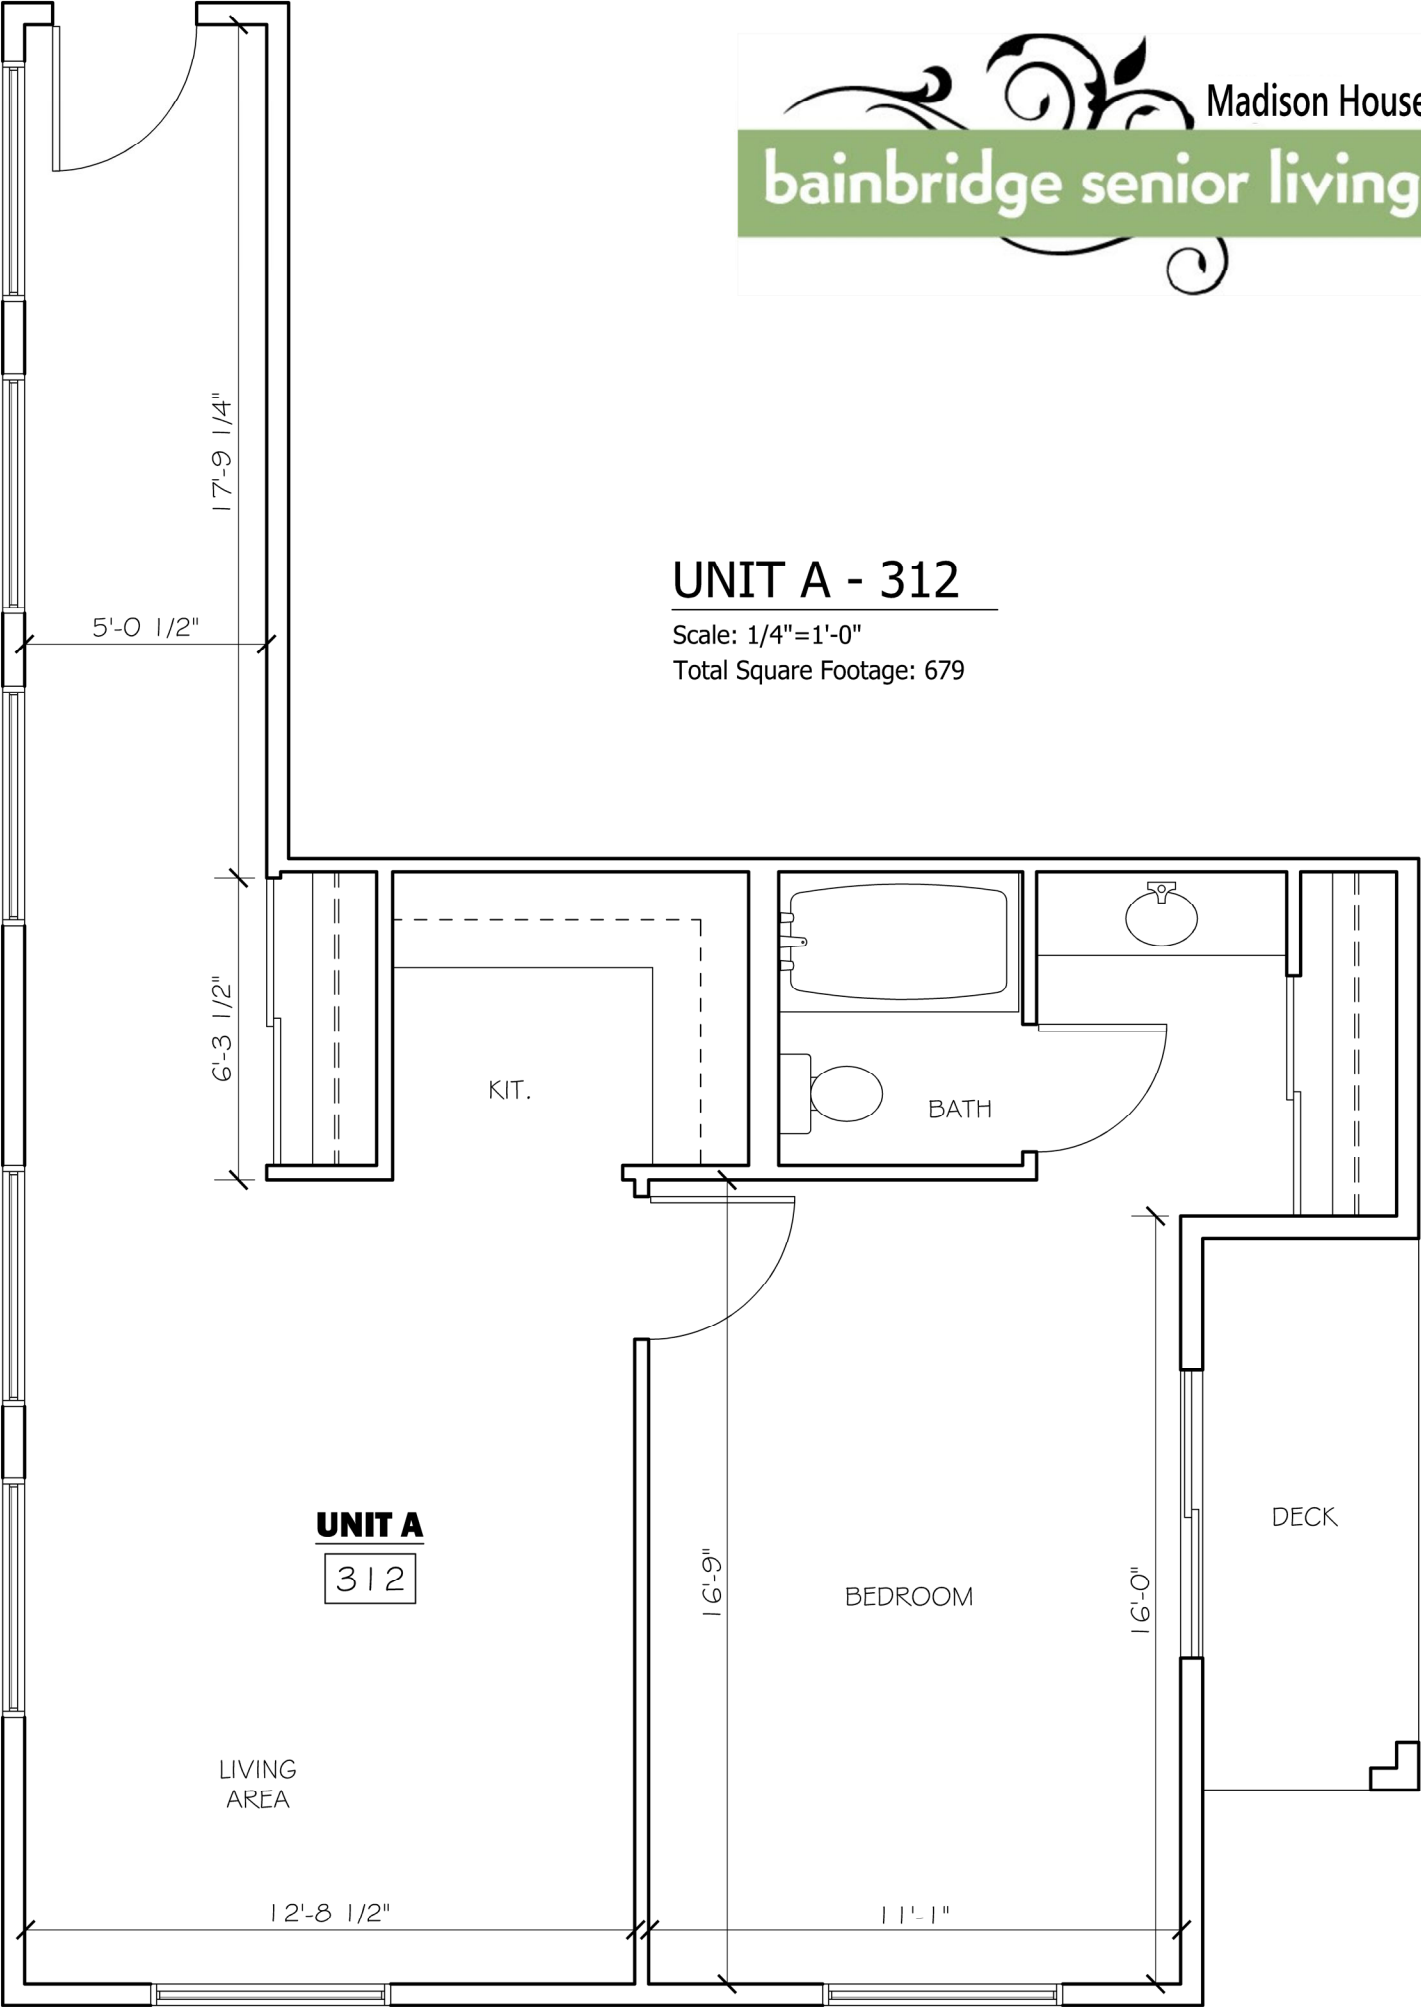 Madison House
bainbridge senior living
17'-9 1/4"
UNIT A - 312
Scale: 1/4"=1'-0"
Total Square Footage: 679
5'-0 1/2"
6'-3 1/2"
KIT.
BATH
UNIT A
312
16'-9"
BEDROOM
16'-0"
DECK
LIVING
AREA
12'-8 1/2"
11'-1"